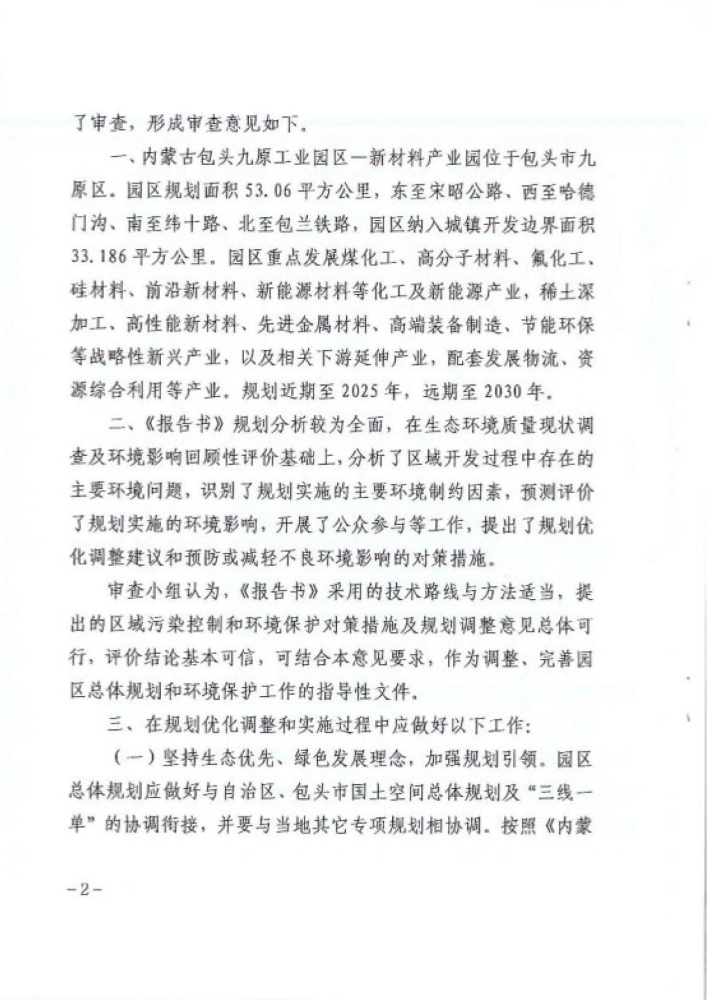 了审查，形成审查意见如下。
一、内蒙古包头九原工业园区—新材料产业园位于包头市九
原区。园区规划面积 53.06 平方公里，东至宋昭公路、西至哈德
门沟、南至纬十路、北至包兰铁路，园区纳入城镇开发边界面积
33.186 平方公里。园区重点发展煤化工、高分子材料、氟化工、
硅材料、前沿新材料、新能源材料等化工及新能源产业，稀土深
加工、高性能新材料、先进金属材料、高端装备制造、节能环保
等战略性新兴产业，以及相关下游延伸产业，配套发展物流、资
源综合利用等产业。规划近期至 2025 年，远期至 2030 年。
二、《报告书》规划分析较为全面，在生态环境质量现状调
查及环境影响回顾性评价基础上，分析了区域开发过程中存在的
主要环境问题，识别了规划实施的主要环境制约因素，预测评价
了规划实施的环境影响，开展了公众参与等工作，提出了规划优
化调整建议和预防或减轻不良环境影响的对策措施。
审查小组认为，《报告书》采用的技术路线与方法适当，提
出的区域污染控制和环境保护对策措施及规划调整意见总体可
行，评价结论基本可信，可结合本意见要求，作为调整、完善园
区总体规划和环境保护工作的指导性文件。
三、在规划优化调整和实施过程中应做好以下工作：
（一）坚持生态优先、绿色发展理念，加强规划引领。园区
总体规划应做好与自治区、包头市国土空间总体规划及“三线一
单”的协调衔接，并要与当地其它专项规划相协调。按照《内蒙
-2-